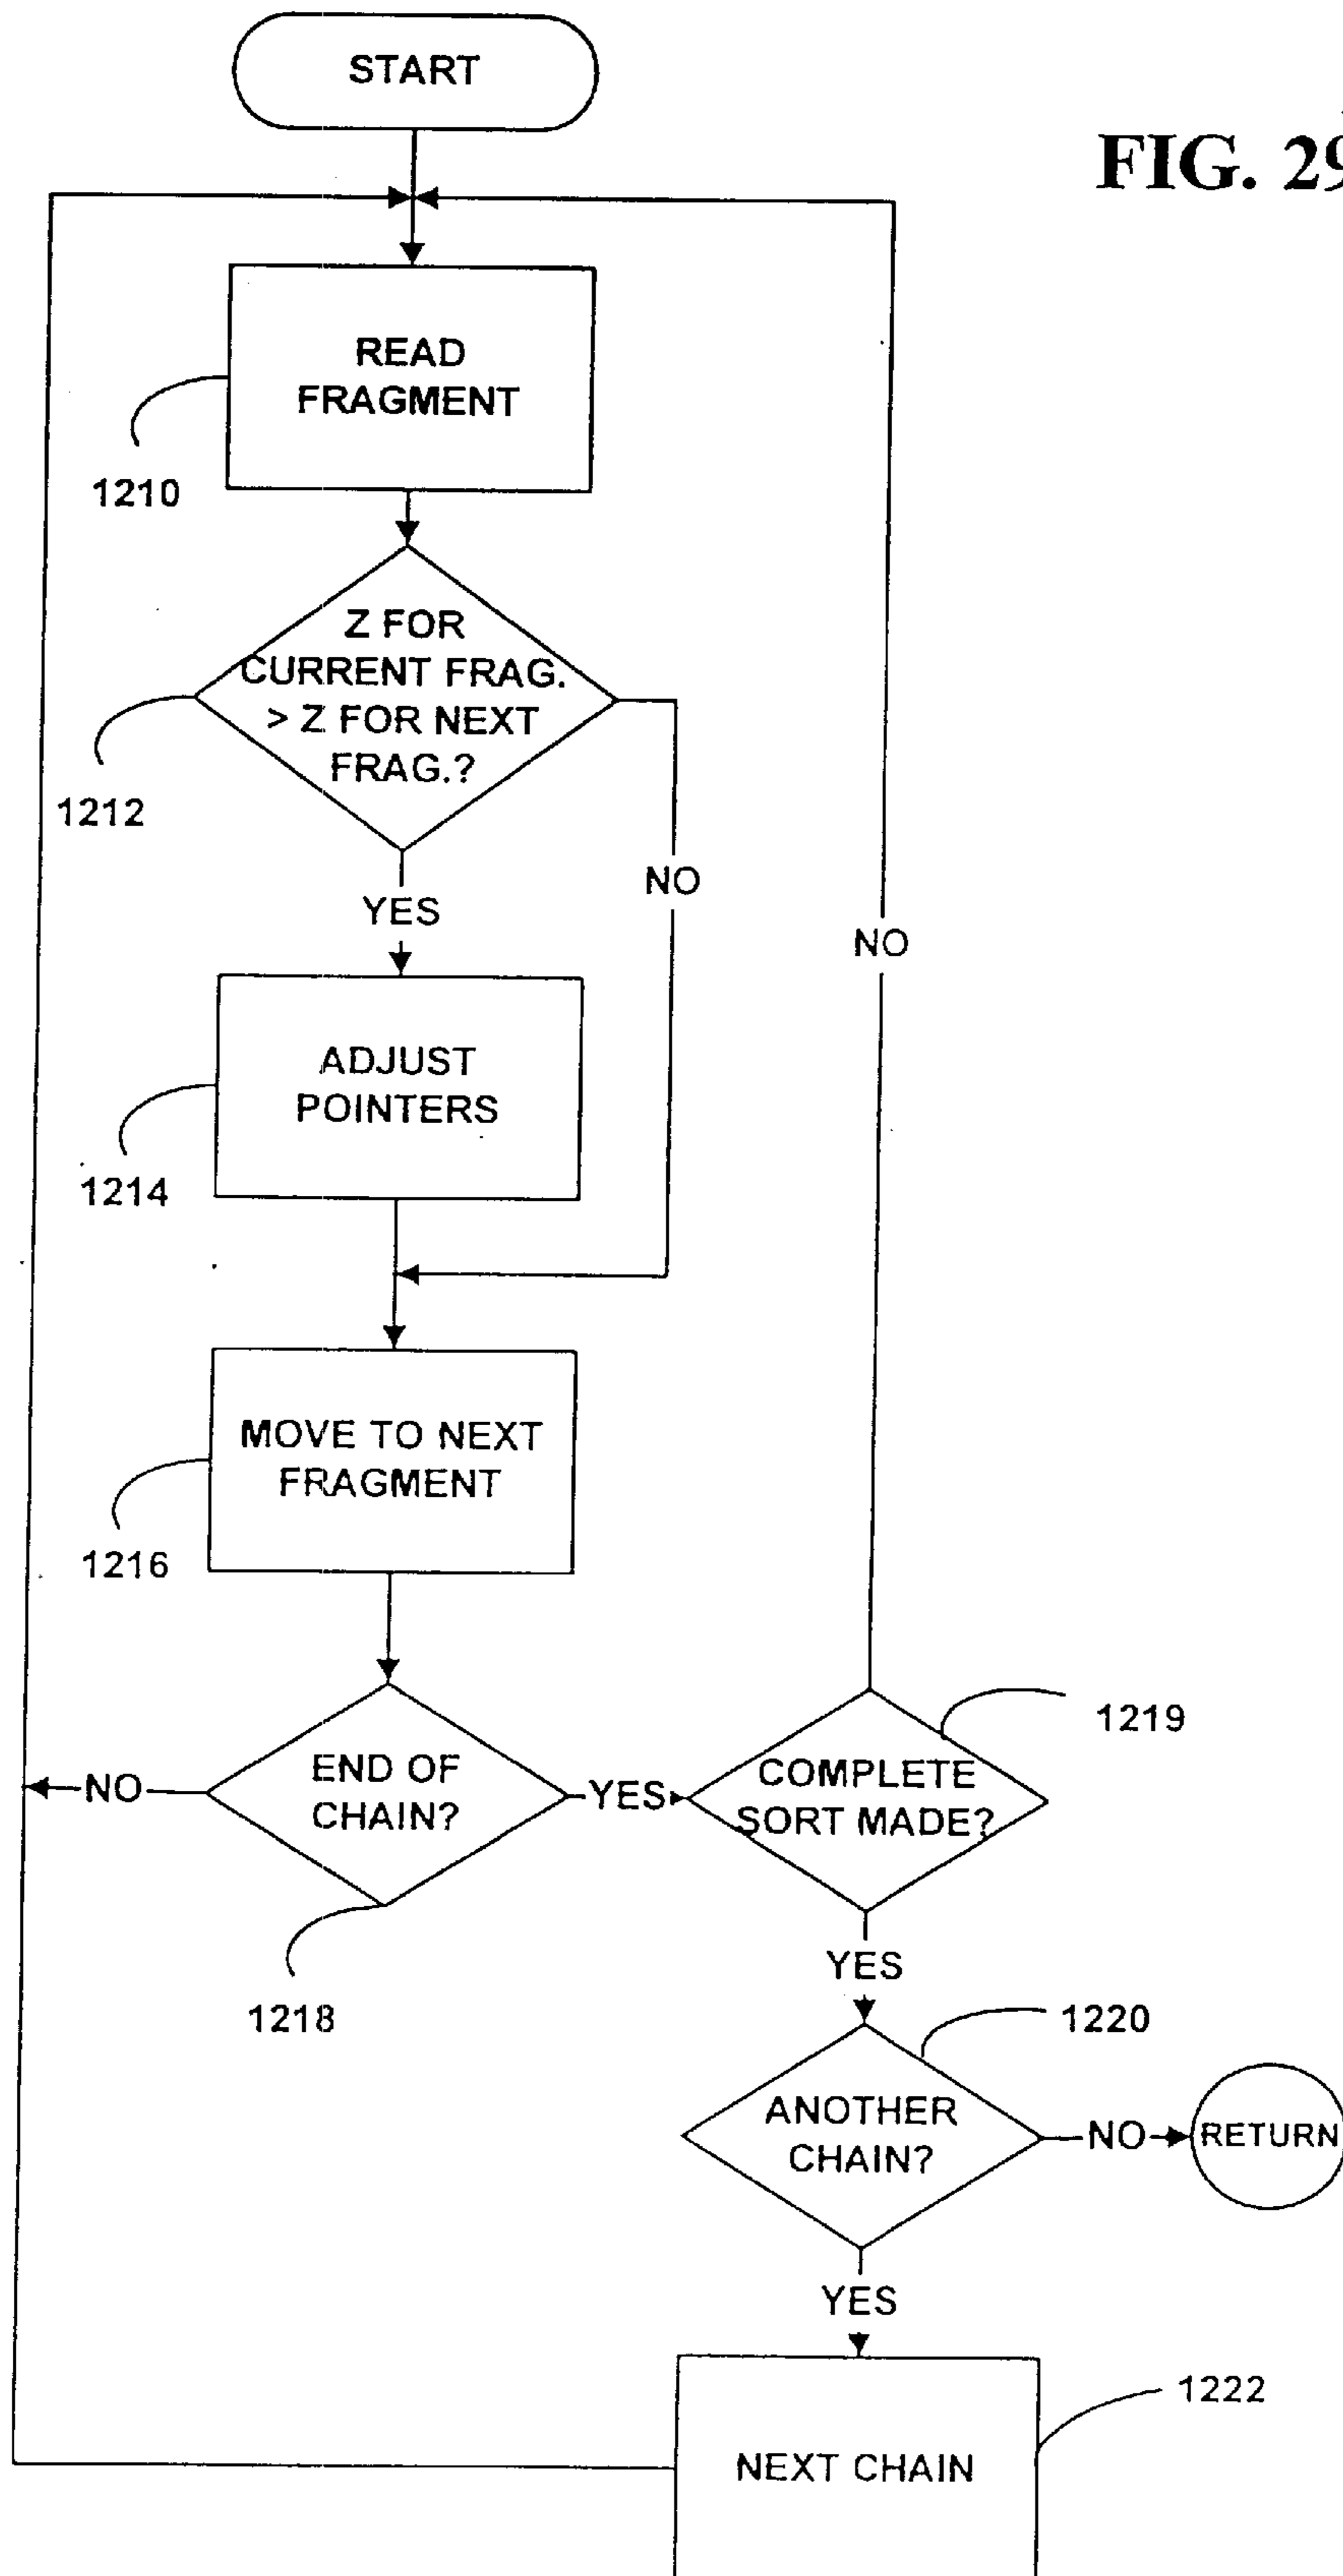 START
FIG. 29
READ
FRAGMENT
1210
Z FOR
CURRENT FRAG.
> Z FOR NEXT
FRAG.?
1212
NO
YES
NO
ADJUST
POINTERS
1214
MOVE TO NEXT
FRAGMENT
1216
1219
END OF
CHAIN?
NO
YES
COMPLETE
SORT MADE?
1218
YES
1220
ANOTHER
CHAIN?
NO
RETURN
YES
1222
NEXT CHAIN